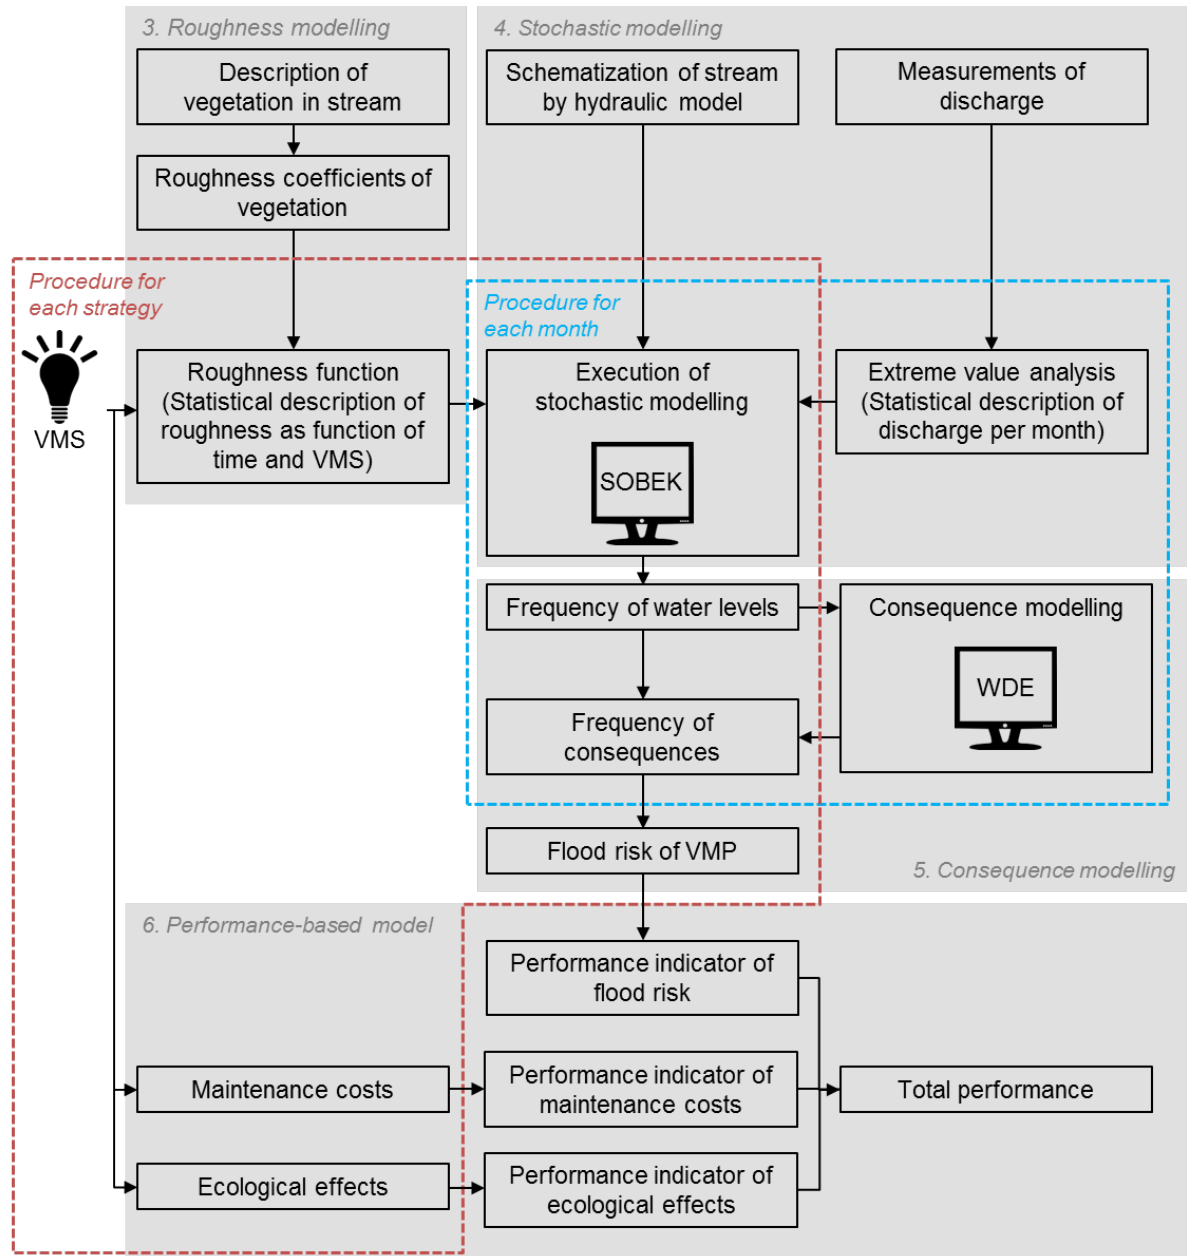 3. Roughness modelling
4. Stochastic modelling
Description of
vegetation in stream
Schematization of stream
by hydraulic model
Measurements of
discharge
Roughness coefficients of
vegetation
Procedure for
each strategy
Procedure for
each month
VMS
Roughness function
(Statistical description of
roughness as function of
time and VMS)
Execution of
stochastic modelling
SOBEK
Extreme value analysis
(Statistical description of
discharge per month)
Frequency of water levels
Consequence modelling
WDE
Frequency of
consequences
Flood risk of VMP
5. Consequence modelling
6. Performance-based model
Performance indicator of
flood risk
Maintenance costs
Performance indicator of
maintenance costs
Total performance
Ecological effects
Performance indicator of
ecological effects